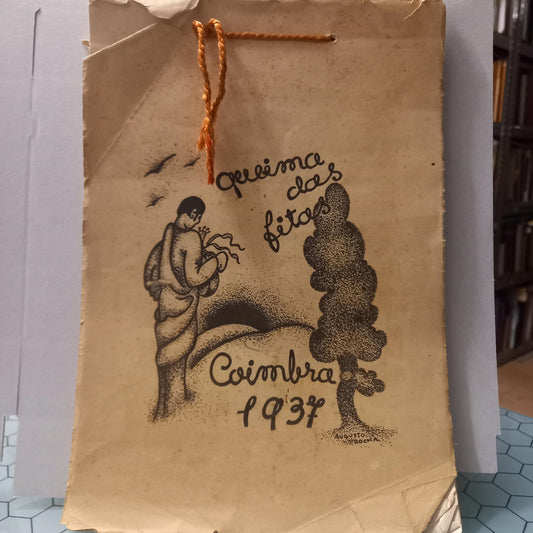 queima
das
fitas
Coimbra
1937
AUGUSTO
ROCHA.